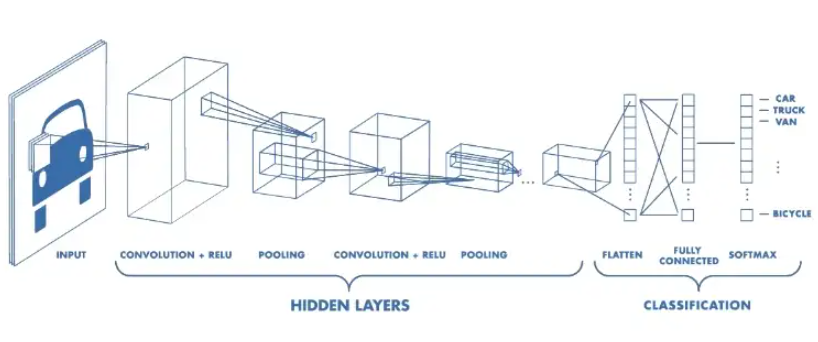 CAR
TRUCK
VAN
BICYCLE
INPUT
CONVOLUTION + RELU
POOLING
CONVOLUTION + RELU
POOLING
FLATTEN
FULLY
CONNECTED
SOFTMAX
HIDDEN LAYERS
CLASSIFICATION